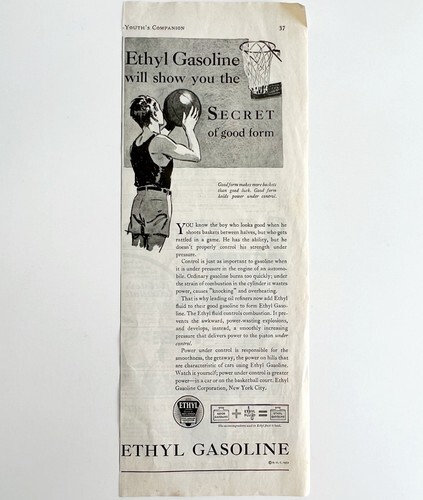 -YOUTH'S COMPANION 37
Ethyl Gasoline
will show you the
SECRET
of good form
Good form makes more baskets
than good luck. Good form
holds power under control.
YOU know the boy who looks good when he
shoots baskets between halves, but who gets
rattled in a game. He has the ability, but he
doesn't properly control his strength under
pressure.
Control is just as important to gasoline when
it is under pressure in the engine of an automo-
bile. Ordinary gasoline burns too quickly; under
the strain of combustion in the cylinder it wastes
power, causes "knocking" and overheating.
That is why leading oil refiners now add Ethyl
fluid to their good gasoline to form Ethyl Gaso-
line. The Ethyl fluid controls combustion. It pre-
vents the awkward, power-wasting explosions,
and develops, instead, a smoothly increasing
pressure that delivers power to the piston under
control.
Power under control is responsible for the
smoothness, the getaway, the power on hills that
are characteristic of cars using Ethyl Gasoline.
Watch it yourself; power under control is greater
power—in a car or on the basketball court. Ethyl
Gasoline Corporation, New York City.
ETHYL
+ =
ETHYL GASOLINE